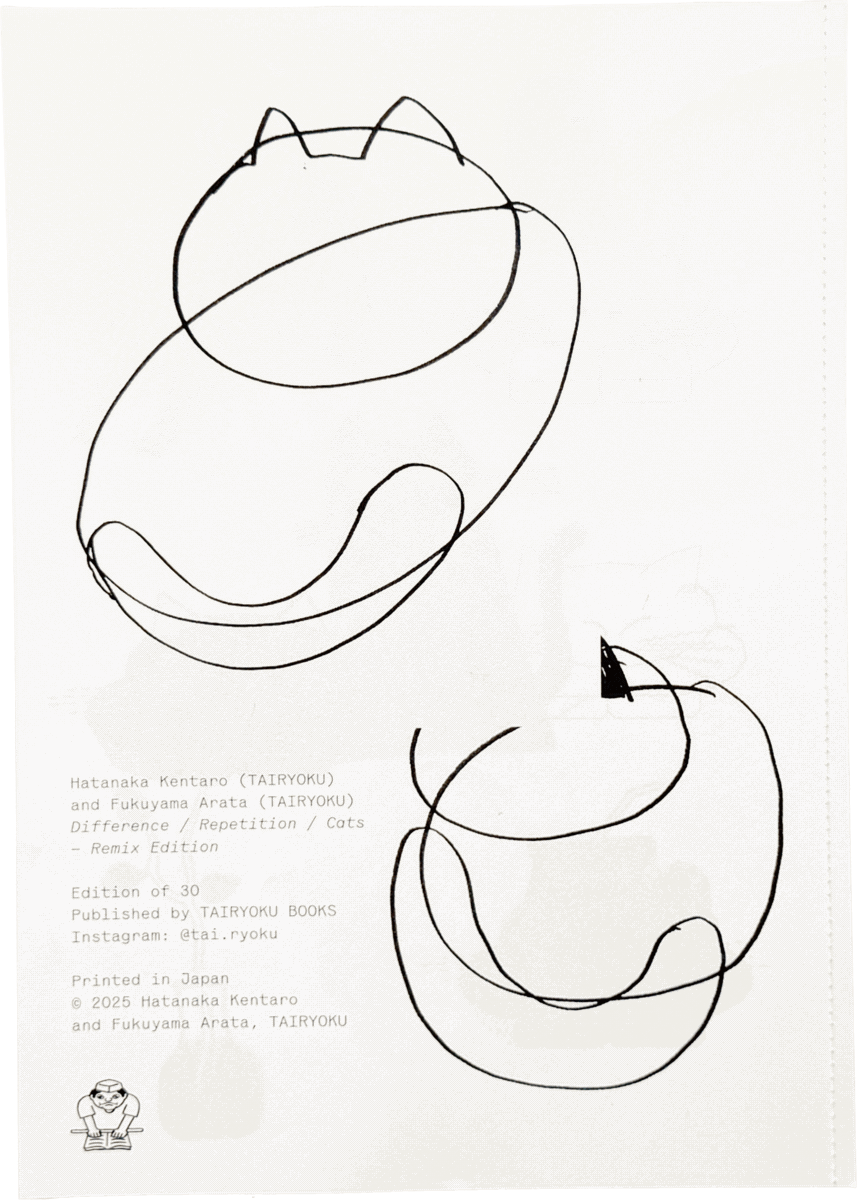 Hatanaka Kentaro (TAIRYOKU)
and Fukuyama Arata (TAIRYOKU)
Difference / Repetition / Cats
– Remix Edition
Edition of 30
Published by TAIRYOKU BOOKS
Instagram: @tai.ryoku
Printed in Japan
© 2025 Hatanaka Kentaro
and Fukuyama Arata, TAIRYOKU